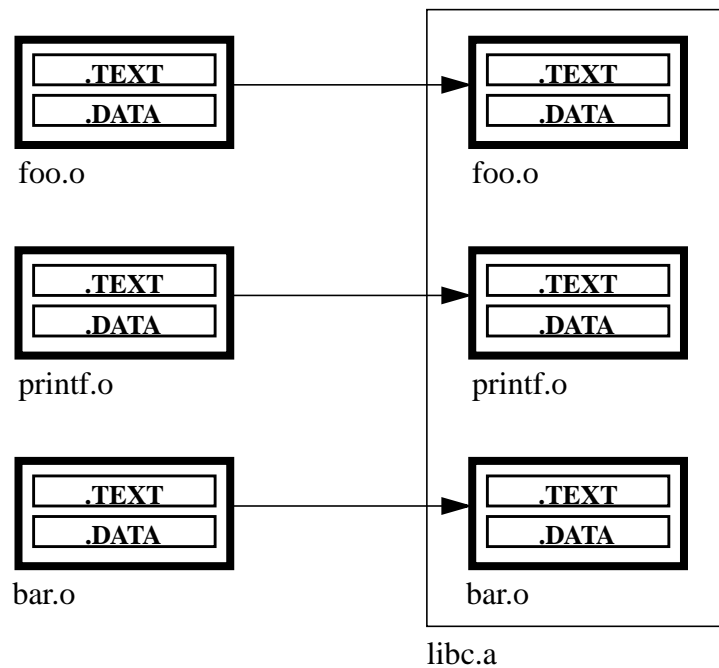 .TEXT
.DATA
foo.o
.TEXT
.DATA
foo.o
.TEXT
.DATA
printf.o
.TEXT
.DATA
printf.o
.TEXT
.DATA
bar.o
.TEXT
.DATA
bar.o
libc.a